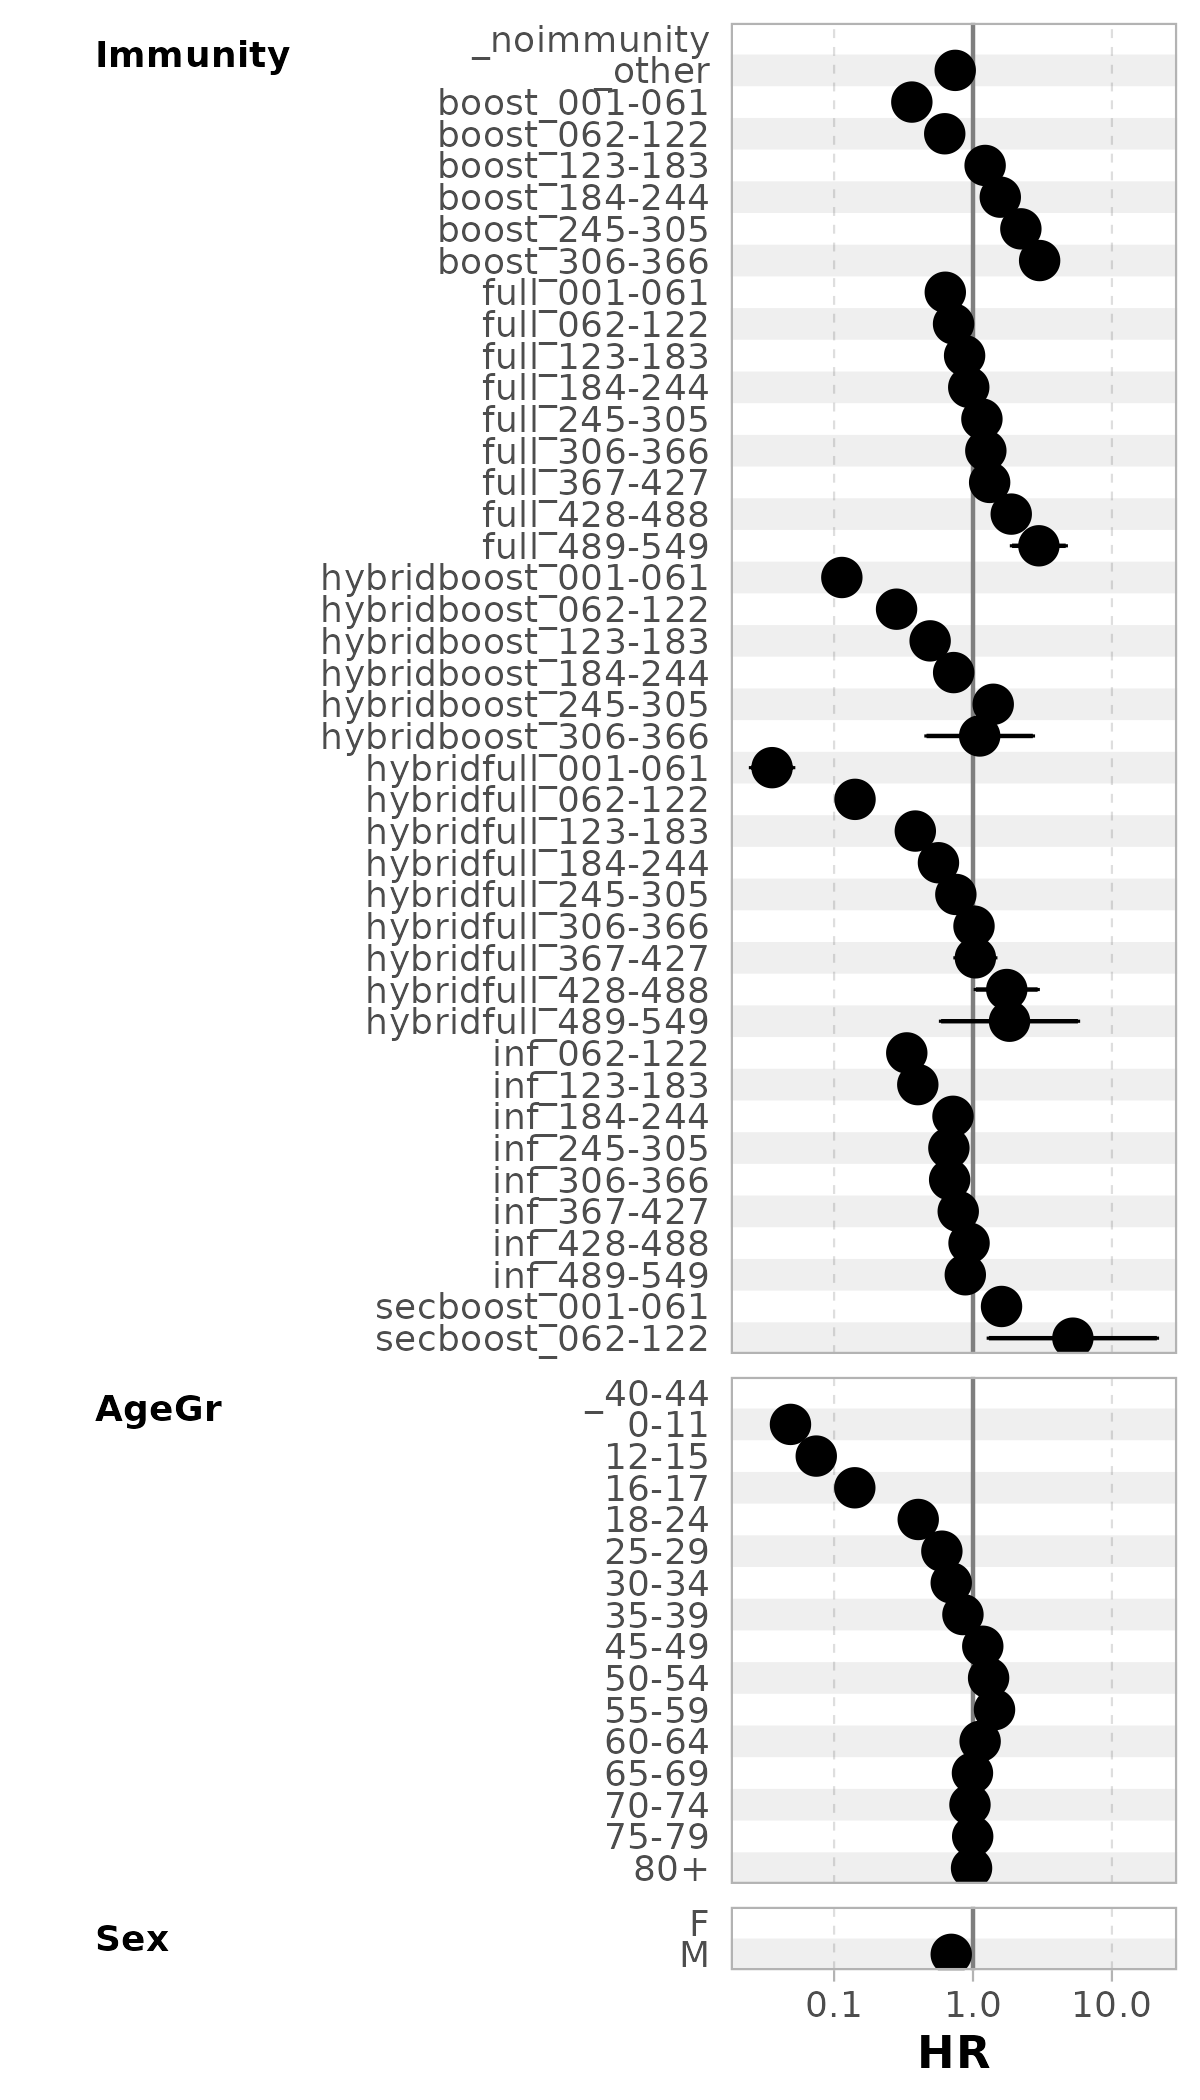 Immunity
_noimmunity
_other
boost_001-061
boost_062-122
boost_123-183
boost_184-244
boost_245-305
boost_306-366
full_001-061
full_062-122
full_123-183
full_184-244
full_245-305
full_306-366
full_367-427
full_428-488
full_489-549
hybridboost_001-061
hybridboost_062-122
hybridboost_123-183
hybridboost_184-244
hybridboost_245-305
hybridboost_306-366
hybridfull_001-061
hybridfull_062-122
hybridfull_123-183
hybridfull_184-244
hybridfull_245-305
hybridfull_306-366
hybridfull_367-427
hybridfull_428-488
hybridfull_489-549
inf_062-122
inf_123-183
inf_184-244
inf_245-305
inf_306-366
inf_367-427
inf_428-488
inf_489-549
secboost_001-061
secboost_062-122
AgeGr
_40-44
0-11
12-15
16-17
18-24
25-29
30-34
35-39
45-49
50-54
55-59
60-64
65-69
70-74
75-79
80+
Sex
F
M
0.1 1.0 10.0
HR